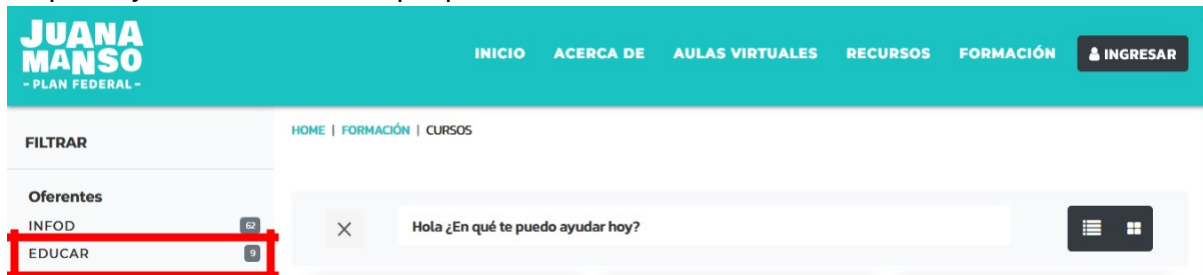 JUANA
MANSO
- PLAN FEDERAL -
INICIO ACERCA DE AULAS VIRTUALES RECURSOS FORMACIÓN INGRESAR
FILTRAR
HOME | FORMACIÓN | CURSOS
Oferentes
INFOD 62
EDUCAR 9
Hola ¿En qué te puedo ayudar hoy?